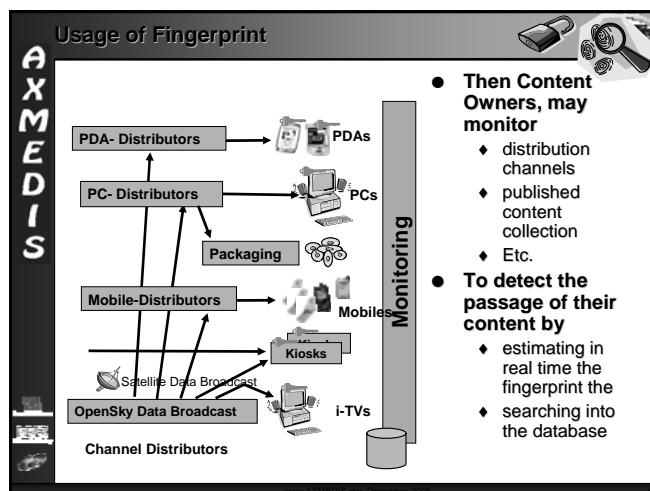 Usage of Fingerprint
AXMEDIS
PDA- Distributors
PDAs
PC- Distributors
PCs
Packaging
Mobile-Distributors
Mobiles
Kiosks
Satellite Data Broadcast
OpenSky Data Broadcast
i-TVs
Channel Distributors
Monitoring
● Then Content
Owners, may
monitor
♦ distribution
channels
♦ published
content
collection
♦ Etc.
● To detect the
passage of their
content by
♦ estimating in
real time the
fingerprint the
♦ searching into
the database